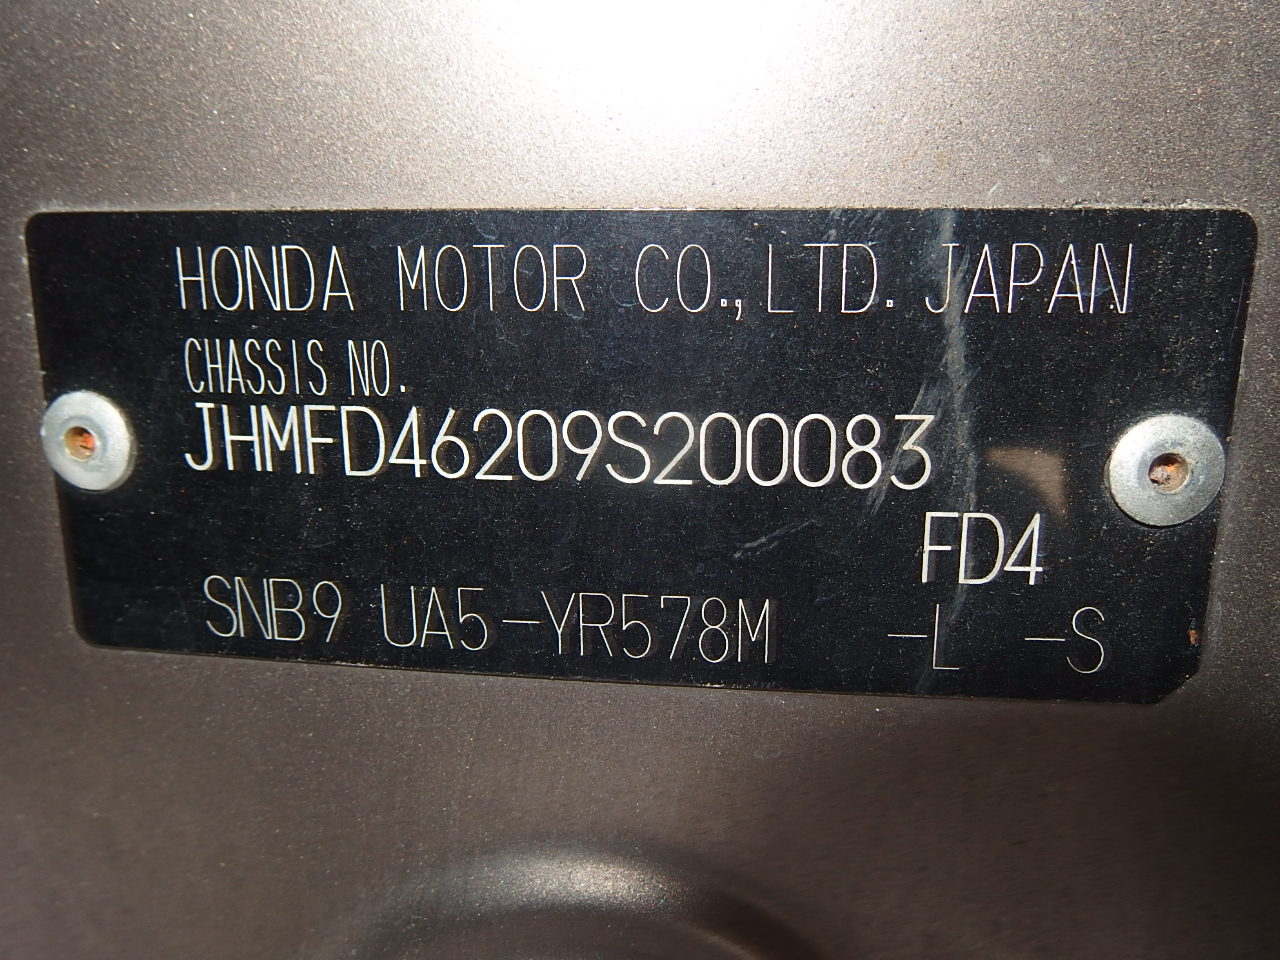 HONDA MOTOR CO., LTD. JAPAN
CHASSIS NO.
JHMFD46209S200083
FD4
SNB9 UA5-YR578M -L -S